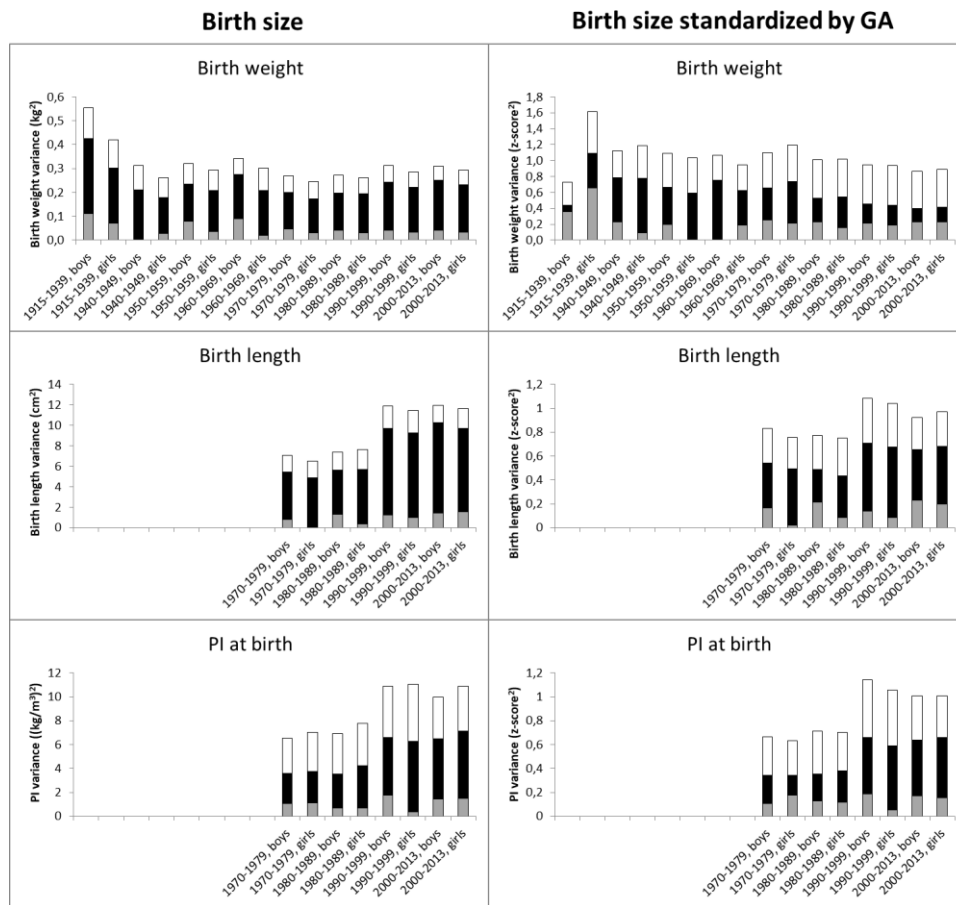 Birth size
Birth size standardized by GA
Birth weight
Birth weight variance (kg²)
0,6
0,5
0,4
0,3
0,2
0,1
0,0
1915-1939, boys
1915-1939, girls
1940-1949, boys
1940-1949, girls
1950-1959, boys
1950-1959, girls
1960-1969, boys
1960-1969, girls
1970-1979, boys
1970-1979, girls
1980-1989, boys
1980-1989, girls
1990-1999, boys
1990-1999, girls
2000-2013, boys
2000-2013, girls
Birth weight
Birth weight variance (z-score²)
1,8
1,6
1,4
1,2
1,0
0,8
0,6
0,4
0,2
0,0
1915-1939, boys
1915-1939, girls
1940-1949, boys
1940-1949, girls
1950-1959, boys
1950-1959, girls
1960-1969, boys
1960-1969, girls
1970-1979, boys
1970-1979, girls
1980-1989, boys
1980-1989, girls
1990-1999, boys
1990-1999, girls
2000-2013, boys
2000-2013, girls
Birth length
Birth length variance (cm²)
14
12
10
8
6
4
2
0
1970-1979, boys
1970-1979, girls
1980-1989, boys
1980-1989, girls
1990-1999, boys
1990-1999, girls
2000-2013, boys
2000-2013, girls
Birth length
Birth length variance (z-score²)
1,2
1
0,8
0,6
0,4
0,2
0
1970-1979, boys
1970-1979, girls
1980-1989, boys
1980-1989, girls
1990-1999, boys
1990-1999, girls
2000-2013, boys
2000-2013, girls
PI at birth
PI variance ((kg/m³)²)
12
10
8
6
4
2
0
1970-1979, boys
1970-1979, girls
1980-1989, boys
1980-1989, girls
1990-1999, boys
1990-1999, girls
2000-2013, boys
2000-2013, girls
PI at birth
PI variance (z-score²)
1,2
1
0,8
0,6
0,4
0,2
0
1970-1979, boys
1970-1979, girls
1980-1989, boys
1980-1989, girls
1990-1999, boys
1990-1999, girls
2000-2013, boys
2000-2013, girls